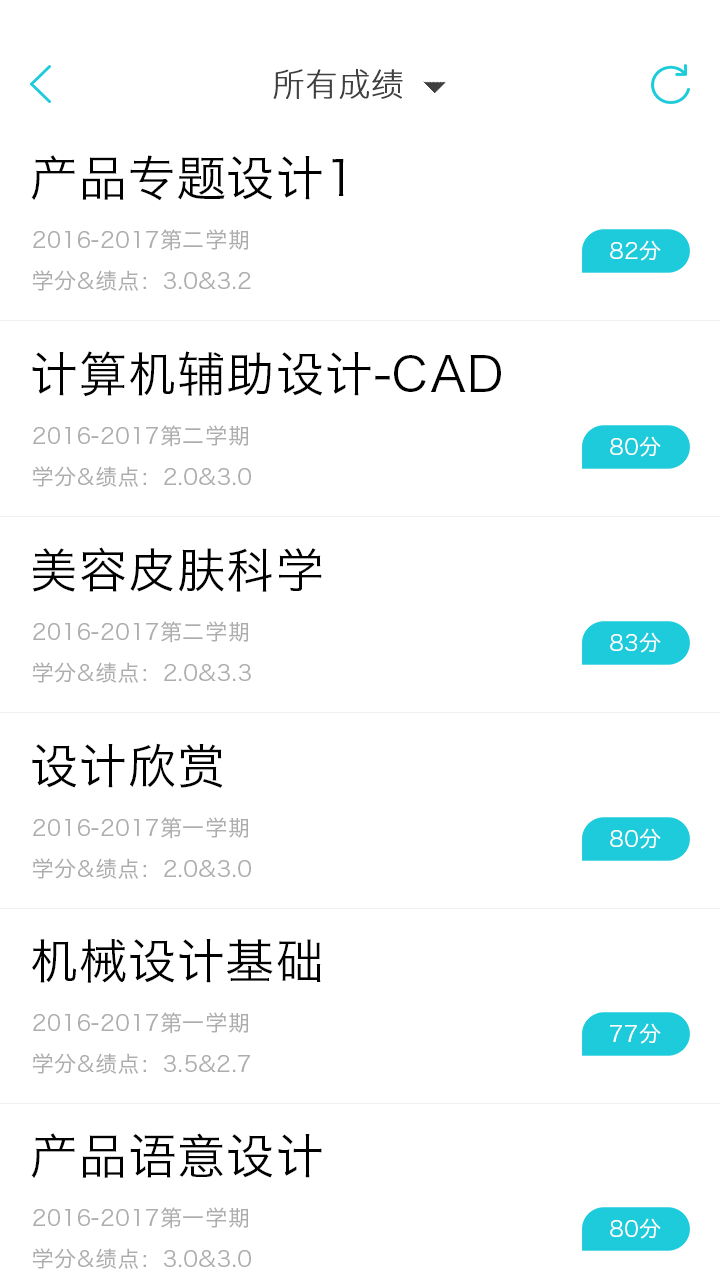 所有成绩
产品专题设计1
2016-2017第二学期
82分
学分&绩点：3.0&3.2
计算机辅助设计-CAD
2016-2017第二学期
80分
学分&绩点：2.0&3.0
美容皮肤科学
2016-2017第二学期
83分
学分&绩点：2.0&3.3
设计欣赏
2016-2017第一学期
80分
学分&绩点：2.0&3.0
机械设计基础
2016-2017第一学期
77分
学分&绩点：3.5&2.7
产品语意设计
2016-2017第一学期
80分
学分&绩点：3.0&3.0